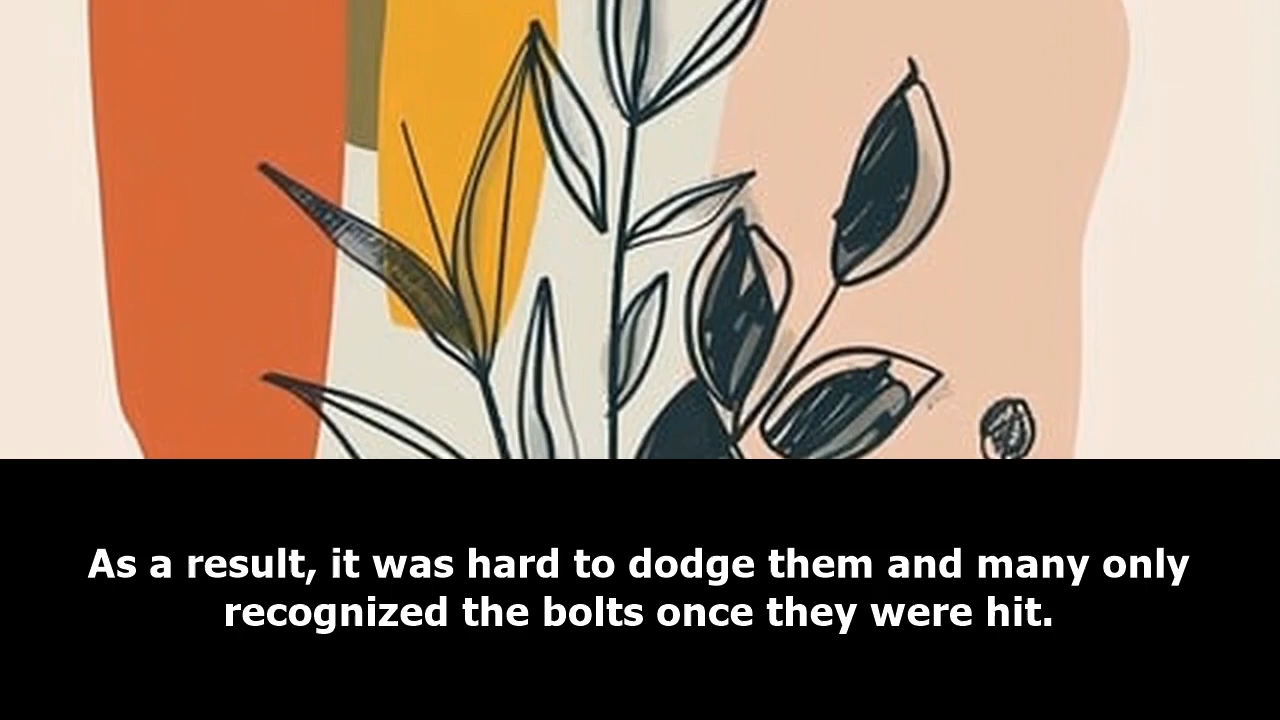 As a result, it was hard to dodge them and many only
recognized the bolts once they were hit.